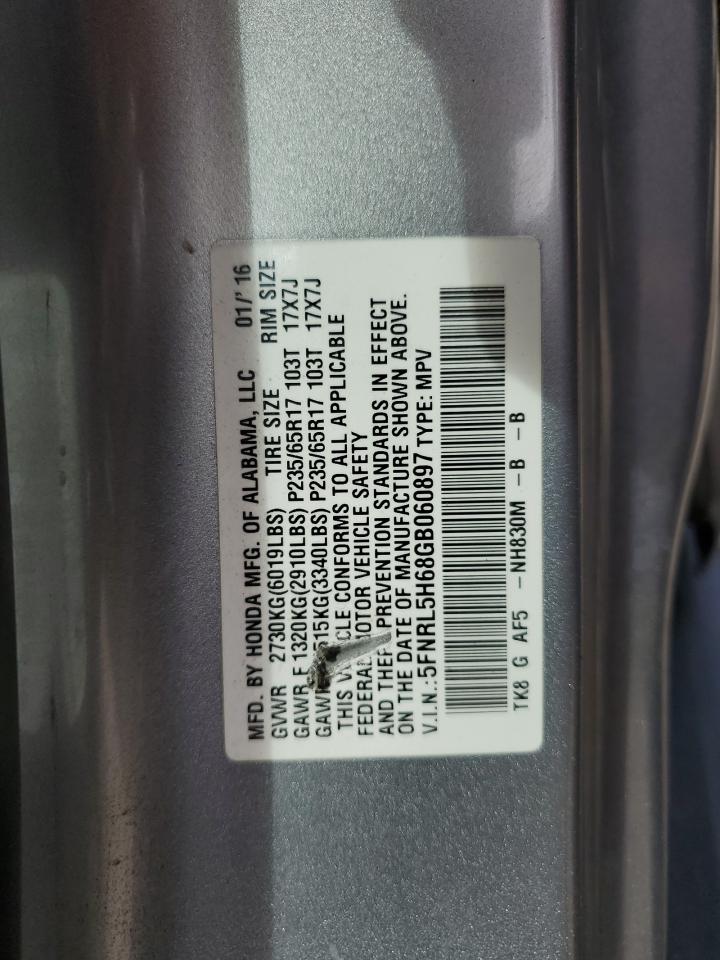 MFD. BY HONDA MFG. OF ALABAMA, LLC 01/'16
GVWR 2730KG(6019LBS) TIRE SIZE RIM SIZE
GAWR F 1320KG(2910LBS) P235/65R17 103T 17X7J
15KG(3340LBS) P235/65R17 103T 17X7J
THIS CONFORMS TO ALL APPLICABLE
MOTOR VEHICLE SAFETY
AND PREVENTION STANDARDS IN EFFECT
ON THE DATE OF MANUFACTURE SHOWN ABOVE.
V.I.N.:5FNRL5H68GB060897 TYPE: MPV
TK8 G AF5 -NH830M -B -B